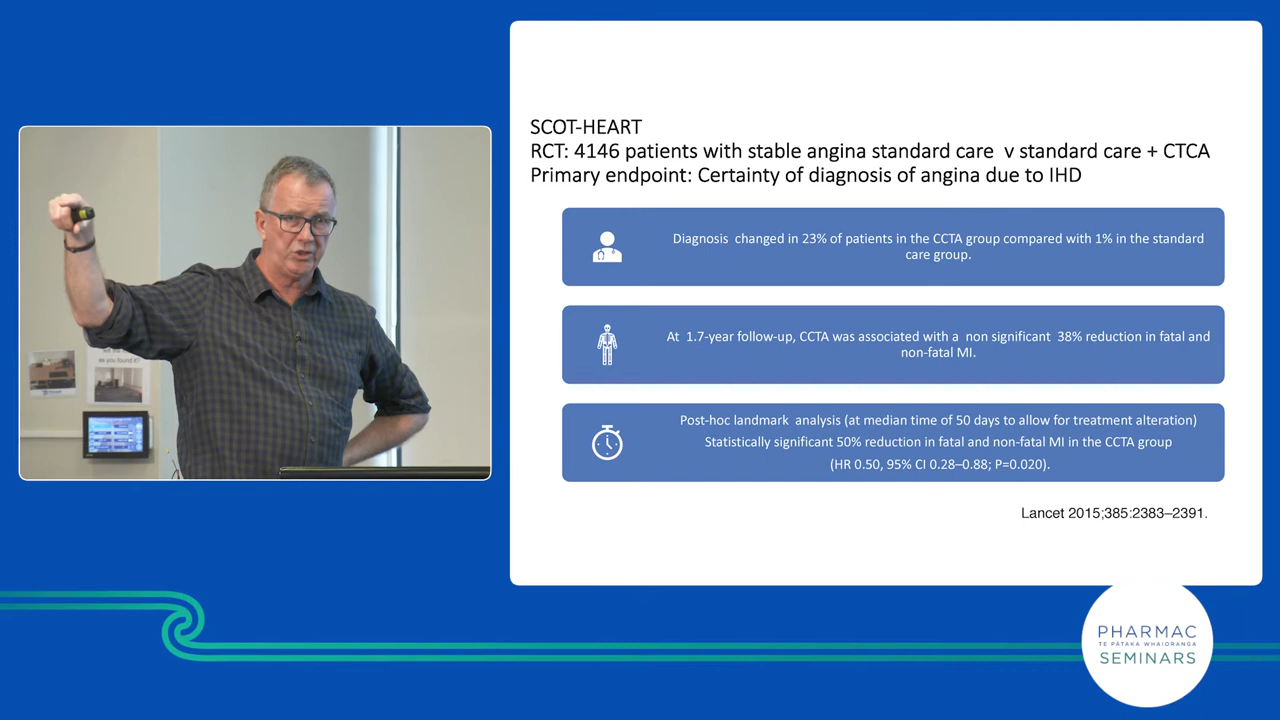 SCOT-HEART
RCT: 4146 patients with stable angina standard care v standard care + CTCA
Primary endpoint: Certainty of diagnosis of angina due to IHD
Diagnosis changed in 23% of patients in the CCTA group compared with 1% in the standard
care group.
At 1.7-year follow-up, CCTA was associated with a non significant 38% reduction in fatal and
non-fatal MI.
Post-hoc landmark analysis (at median time of 50 days to allow for treatment alteration)
Statistically significant 50% reduction in fatal and non-fatal MI in the CCTA group
(HR 0.50, 95% CI 0.28–0.88; P=0.020).
Lancet 2015;385:2383–2391.
as you found it?
PHARMAC
TE PĀTAKA WHAIORANGA
SEMINARS